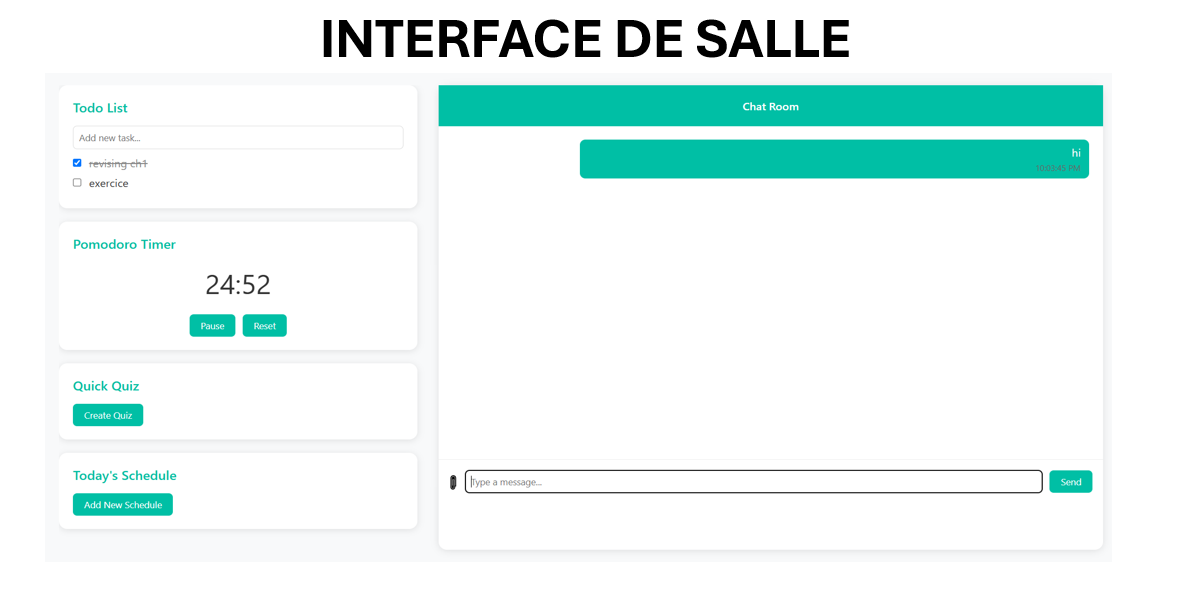 INTERFACE DE SALLE
Todo List
Add new task...
revising ch1
exercice
Pomodoro Timer
24:52
Pause
Reset
Quick Quiz
Create Quiz
Today's Schedule
Add New Schedule
Chat Room
hi
10:03:45 PM
Type a message...
Send